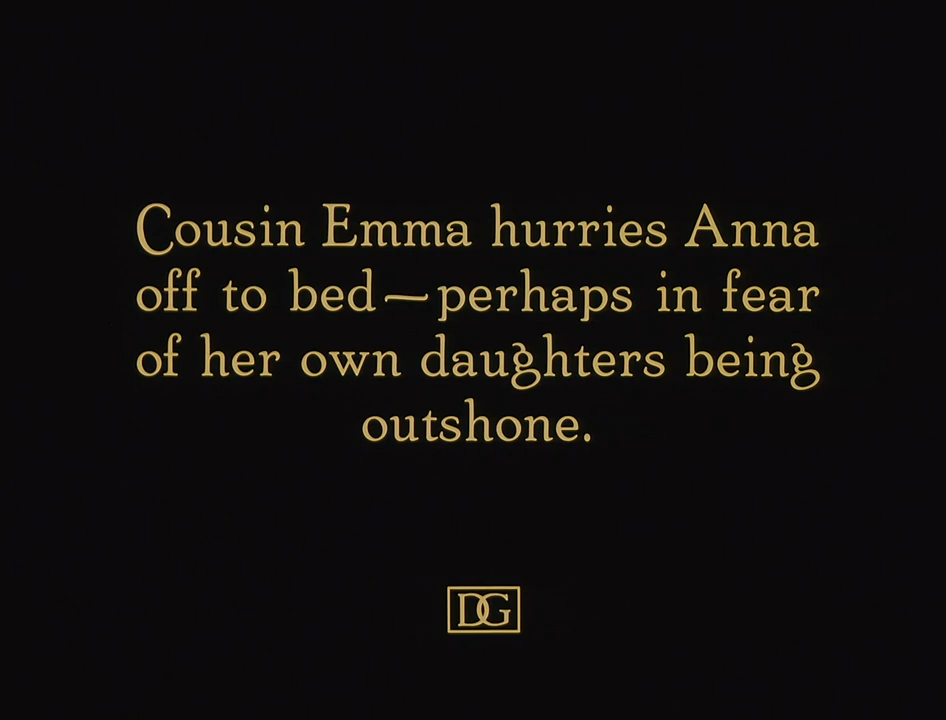 Cousin Emma hurries Anna
off to bed—perhaps in fear
of her own daughters being
outshone.
DG